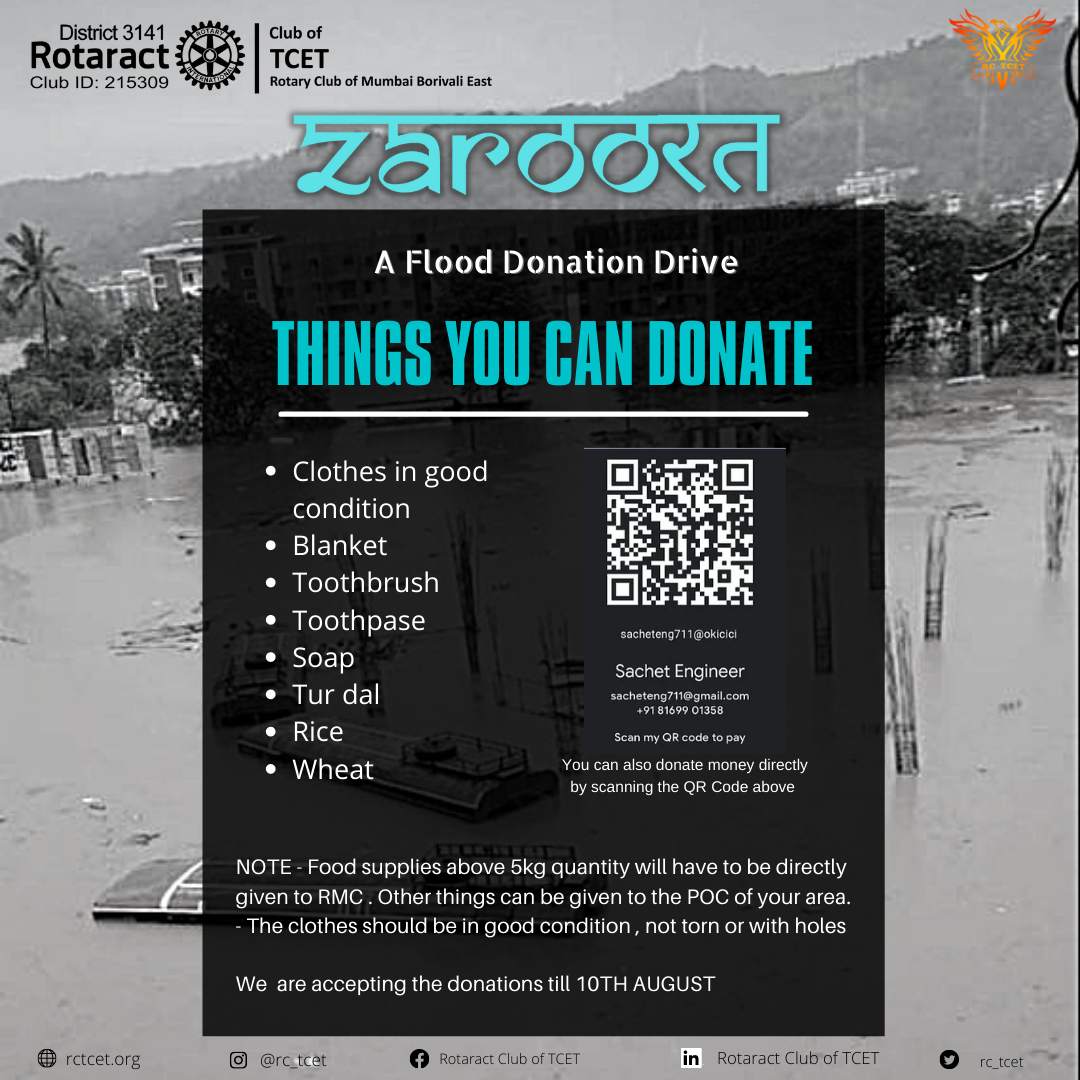 District 3141
Rotaract
Club ID: 215309
ROTARY
INTERNATIONAL
Club of
TCET
Rotary Club of Mumbai Borivali East
RC TCET
zarooरत
A Flood Donation Drive
THINGS YOU CAN DONATE
• Clothes in good
condition
• Blanket
• Toothbrush
• Toothpase
• Soap
• Tur dal
• Rice
• Wheat
sacheteng711@okicici
Sachet Engineer
sacheteng711@gmail.com
+91 81699 01358
Scan my QR code to pay
You can also donate money directly
by scanning the QR Code above
NOTE - Food supplies above 5kg quantity will have to be directly
given to RMC . Other things can be given to the POC of your area.
- The clothes should be in good condition , not torn or with holes
We are accepting the donations till 10TH AUGUST
rctcet.org
@rc_tcet
Rotaract Club of TCET
Rotaract Club of TCET
rc_tcet